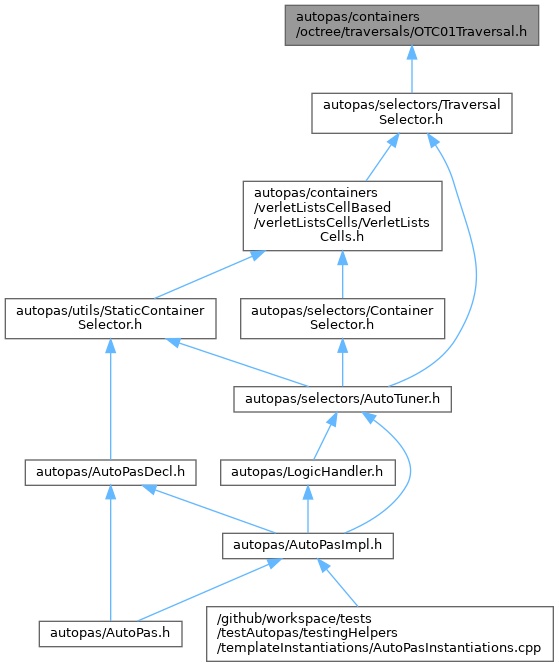 autopas/containers
/octree/traversals/OTC01Traversal.h
autopas/selectors/Traversal
Selector.h
autopas/containers
/verletListsCellBased
/verletListsCells/VerletLists
Cells.h
autopas/utils/StaticContainer
Selector.h
autopas/selectors/Container
Selector.h
autopas/selectors/AutoTuner.h
autopas/AutoPasDecl.h
autopas/LogicHandler.h
autopas/AutoPasImpl.h
autopas/AutoPas.h
/github/workspace/tests
/testAutopas/testingHelpers
/templateInstantiations/AutoPasInstantiations.cpp